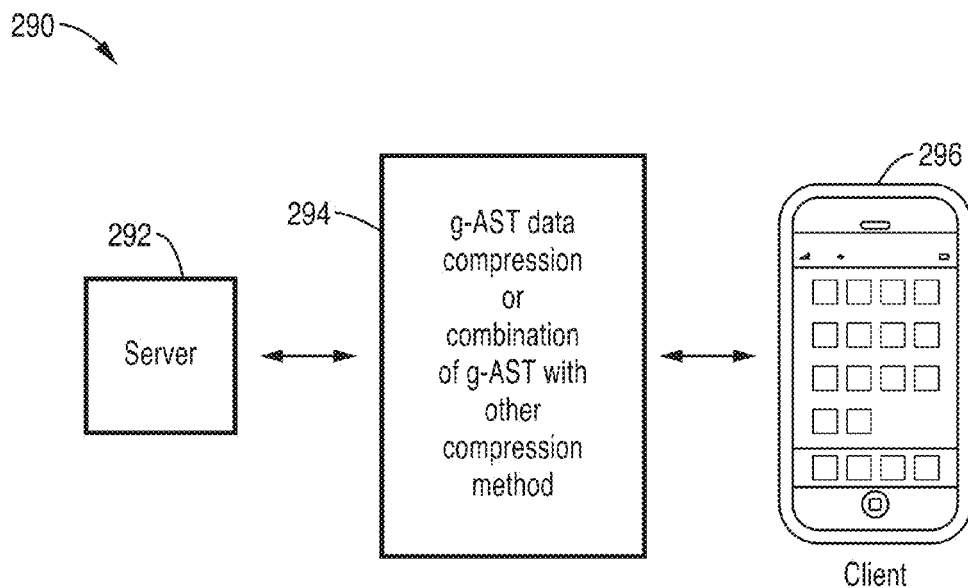 290
296
294
292
g-AST data
compression
or
combination
of g-AST with
other
compression
method
Server
Client